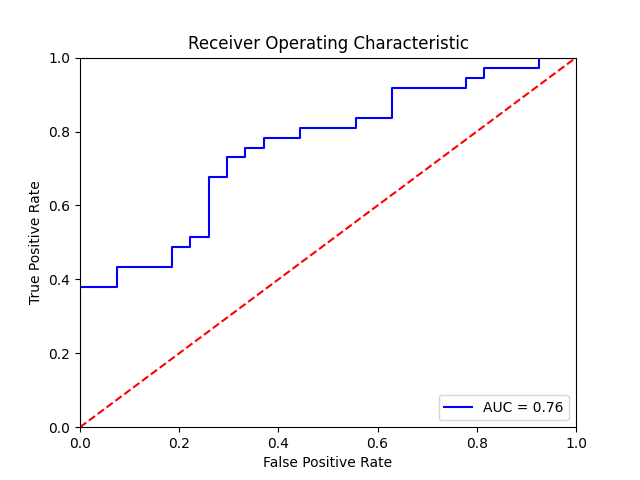 Receiver Operating Characteristic
1.0
0.8
0.6
0.4
0.2
0.0
True Positive Rate
AUC = 0.76
0.0 0.2 0.4 0.6 0.8 1.0
False Positive Rate